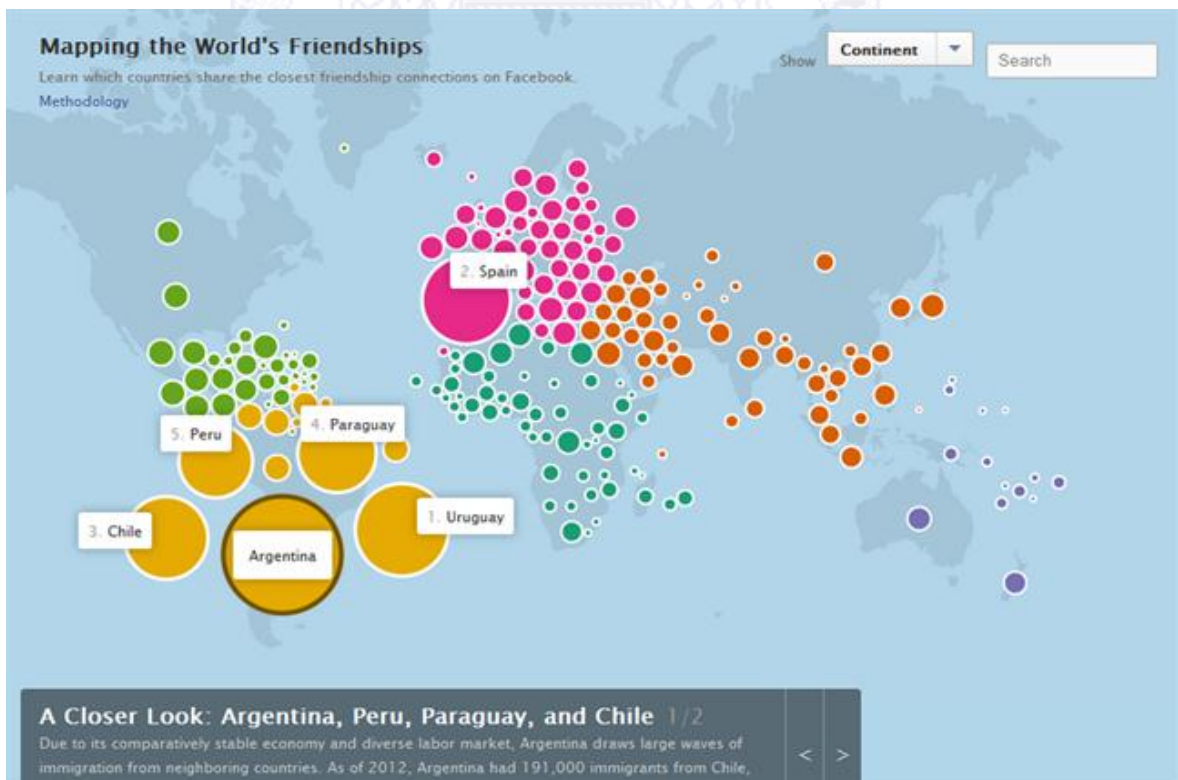 Mapping the World's Friendships
Learn which countries share the closest friendship connections on Facebook.
Methodology
Show
Continent
Search
2. Spain
5. Peru
4. Paraguay
3. Chile
1. Uruguay
Argentina
A Closer Look: Argentina, Peru, Paraguay, and Chile 1/2
Due to its comparatively stable economy and diverse labor market, Argentina draws large waves of
immigration from neighboring countries. As of 2012, Argentina had 191,000 immigrants from Chile,
< >